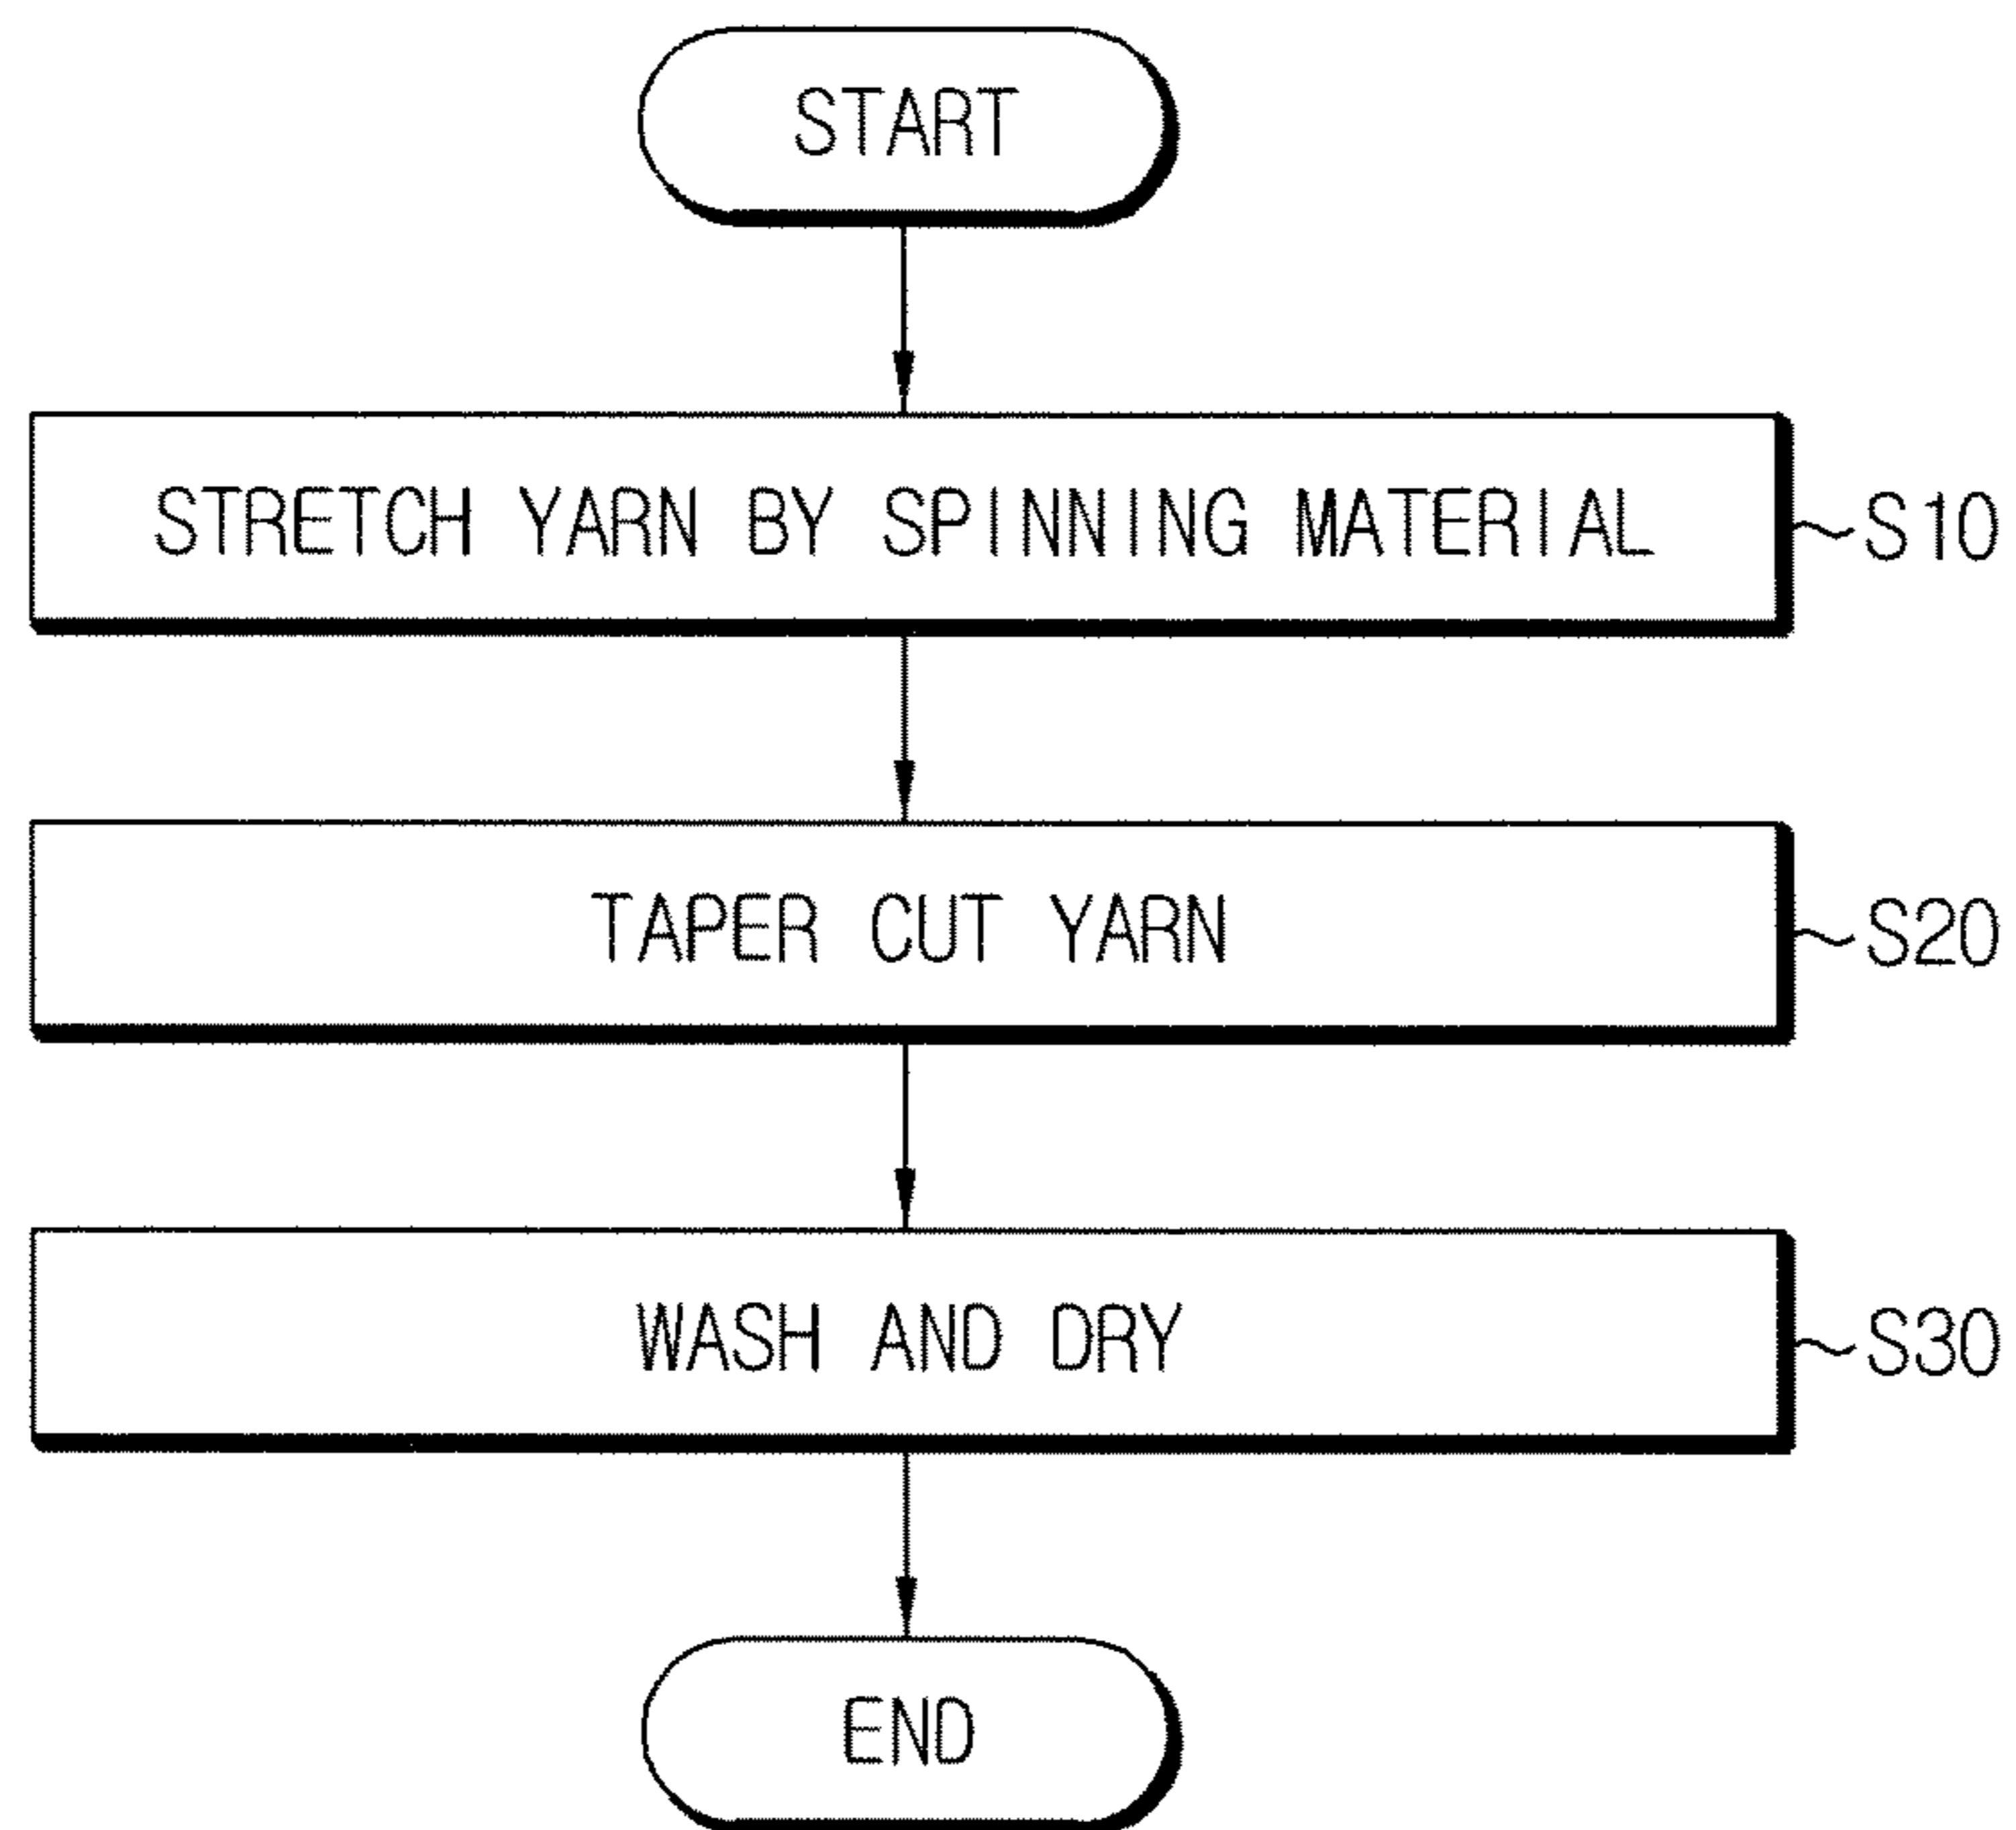 START
STRETCH YARN BY SPINNING MATERIAL
S10
TAPER CUT YARN
S20
WASH AND DRY
S30
END